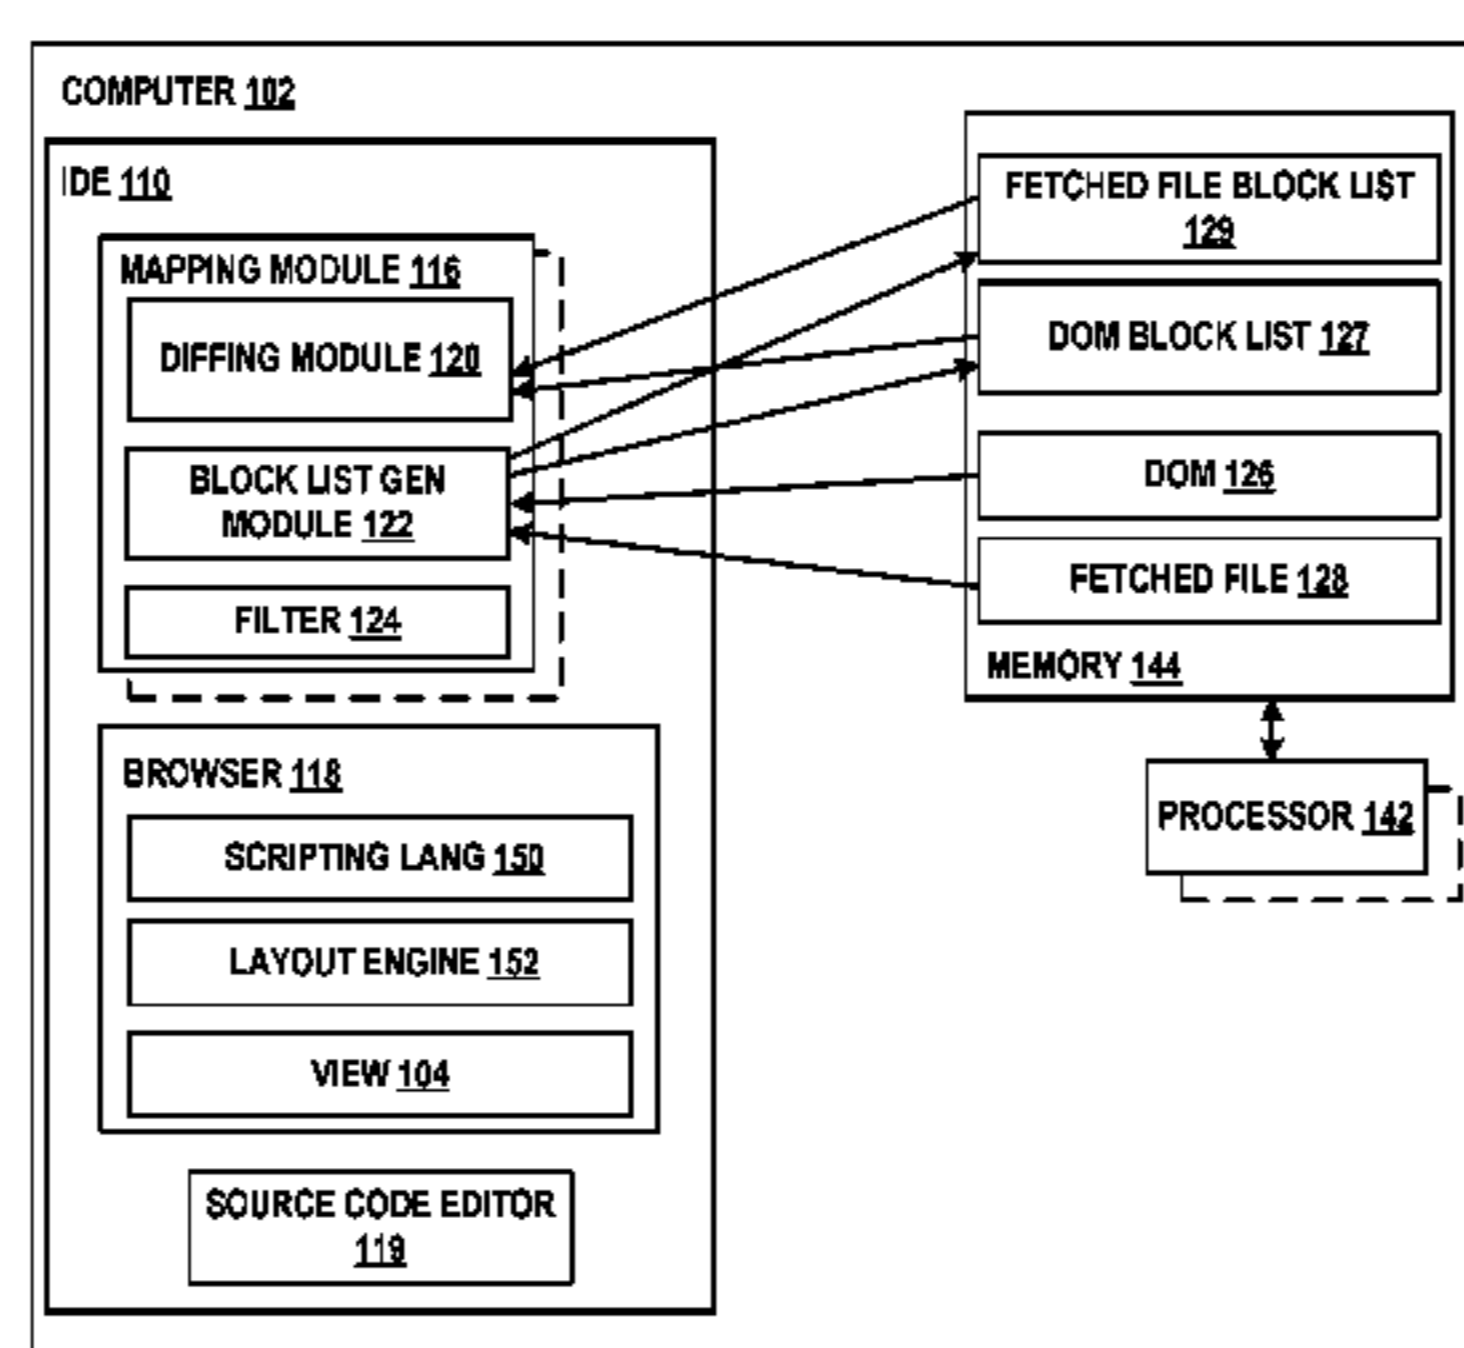 COMPUTER 102
IDE 110
MAPPING MODULE 116
DIFFING MODULE 120
BLOCK LIST GEN
MODULE 122
FILTER 124
BROWSER 118
SCRIPTING LANG 150
LAYOUT ENGINE 152
VIEW 104
SOURCE CODE EDITOR
119
FETCHED FILE BLOCK LIST
129
DOM BLOCK LIST 127
DOM 126
FETCHED FILE 128
MEMORY 144
PROCESSOR 142